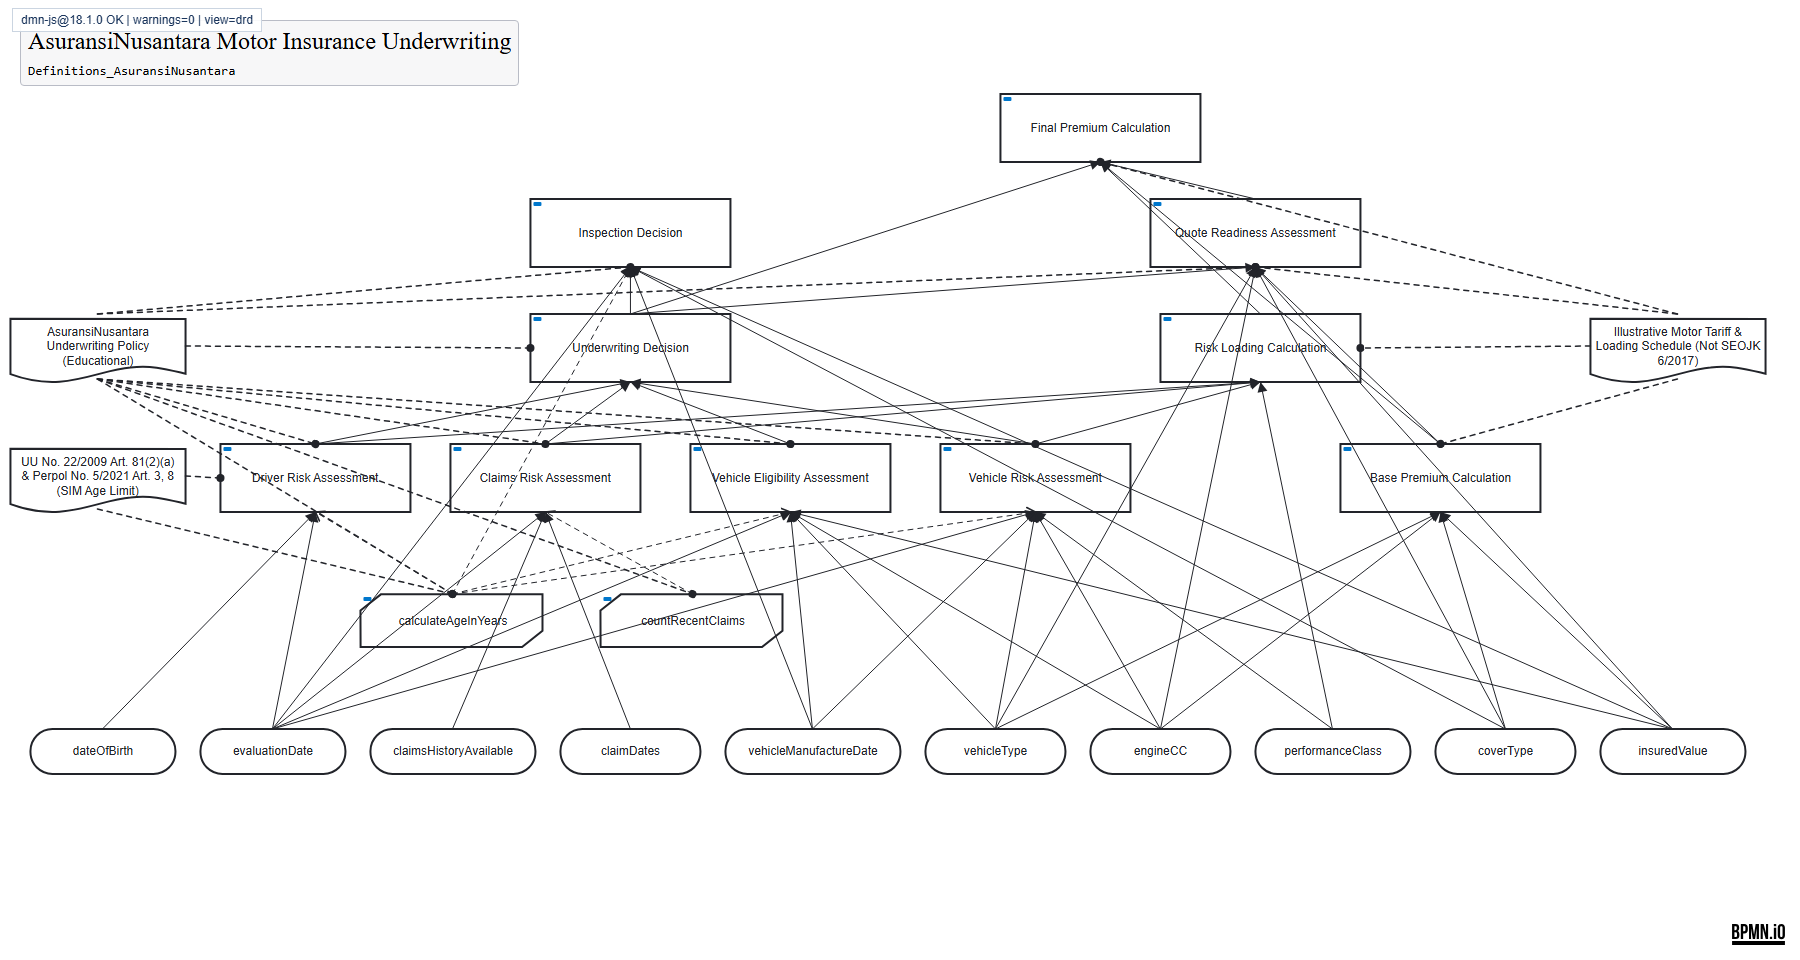 dmn-js@18.1.0 OK | warnings=0 | view=drd
AsuransiNusantara Motor Insurance Underwriting
Definitions_AsuransiNusantara
Final Premium Calculation
Inspection Decision
Quote Readiness Assessment
AsuransiNusantara
Underwriting Policy
(Educational)
Underwriting Decision
Risk Loading Calculation
Illustrative Motor Tariff &
Loading Schedule (Not SEOJK
6/2017)
UU No. 22/2009 Art. 81(2)(a)
& Perpol No. 5/2021 Art. 3, 8
(SIM Age Limit)
Driver Risk Assessment
Claims Risk Assessment
Vehicle Eligibility Assessment
Vehicle Risk Assessment
Base Premium Calculation
calculateAgeInYears
countRecentClaims
dateOfBirth
evaluationDate
claimsHistoryAvailable
claimDates
vehicleManufactureDate
vehicleType
engineCC
performanceClass
coverType
insuredValue
BPMN.iO